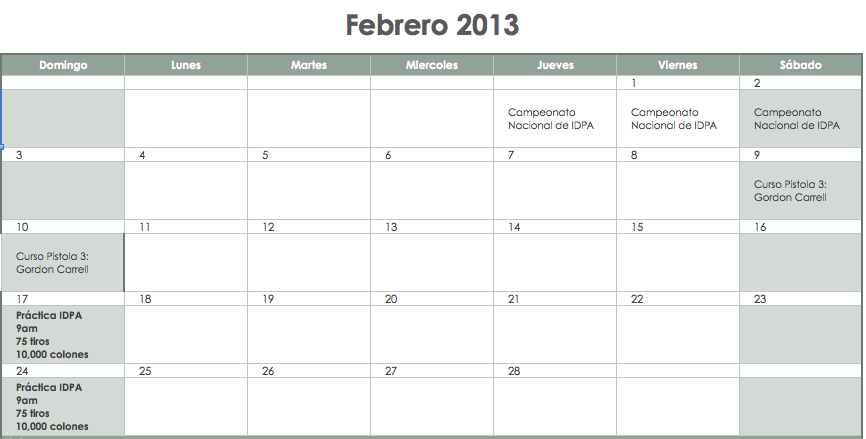 Febrero 2013
Domingo Lunes Martes Miercoles Jueves Viernes Sábado
1 2
Campeonato Campeonato Campeonato
Nacional de IDPA Nacional de IDPA Nacional de IDPA
3 4 5 6 7 8 9
Curso Pistola 3:
Gordon Carrell
10 11 12 13 14 15 16
Curso Pistola 3:
Gordon Carrell
17 18 19 20 21 22 23
Práctica IDPA
9am
75 tiros
10,000 colones
24 25 26 27 28
Práctica IDPA
9am
75 tiros
10,000 colones